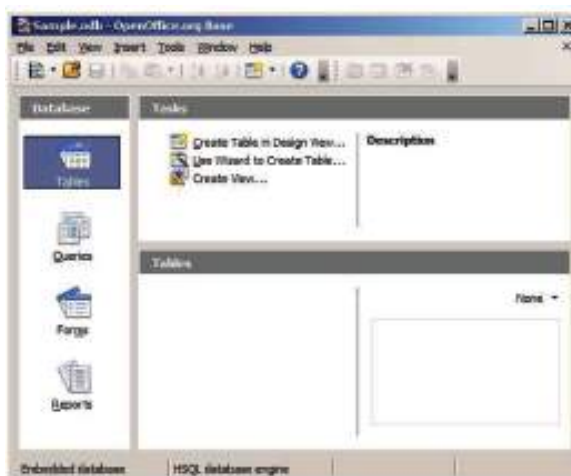 Sample.odb - OpenOffice.org Base
File Edit View Insert Tools Window Help
Database
Tables
Queries
Forms
Reports
Tasks
Create Table in Design View...
Use Wizard to Create Table...
Create View...
Description
Tables
None
Embedded database
HSQL database engine